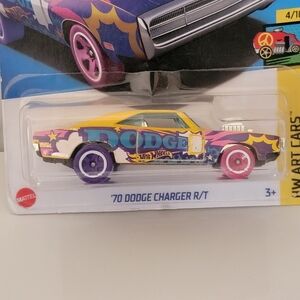 4/10
DODGE
Hot Wheels
MATTEL
'70 DODGE CHARGER R/T
3+
HW ART CARS